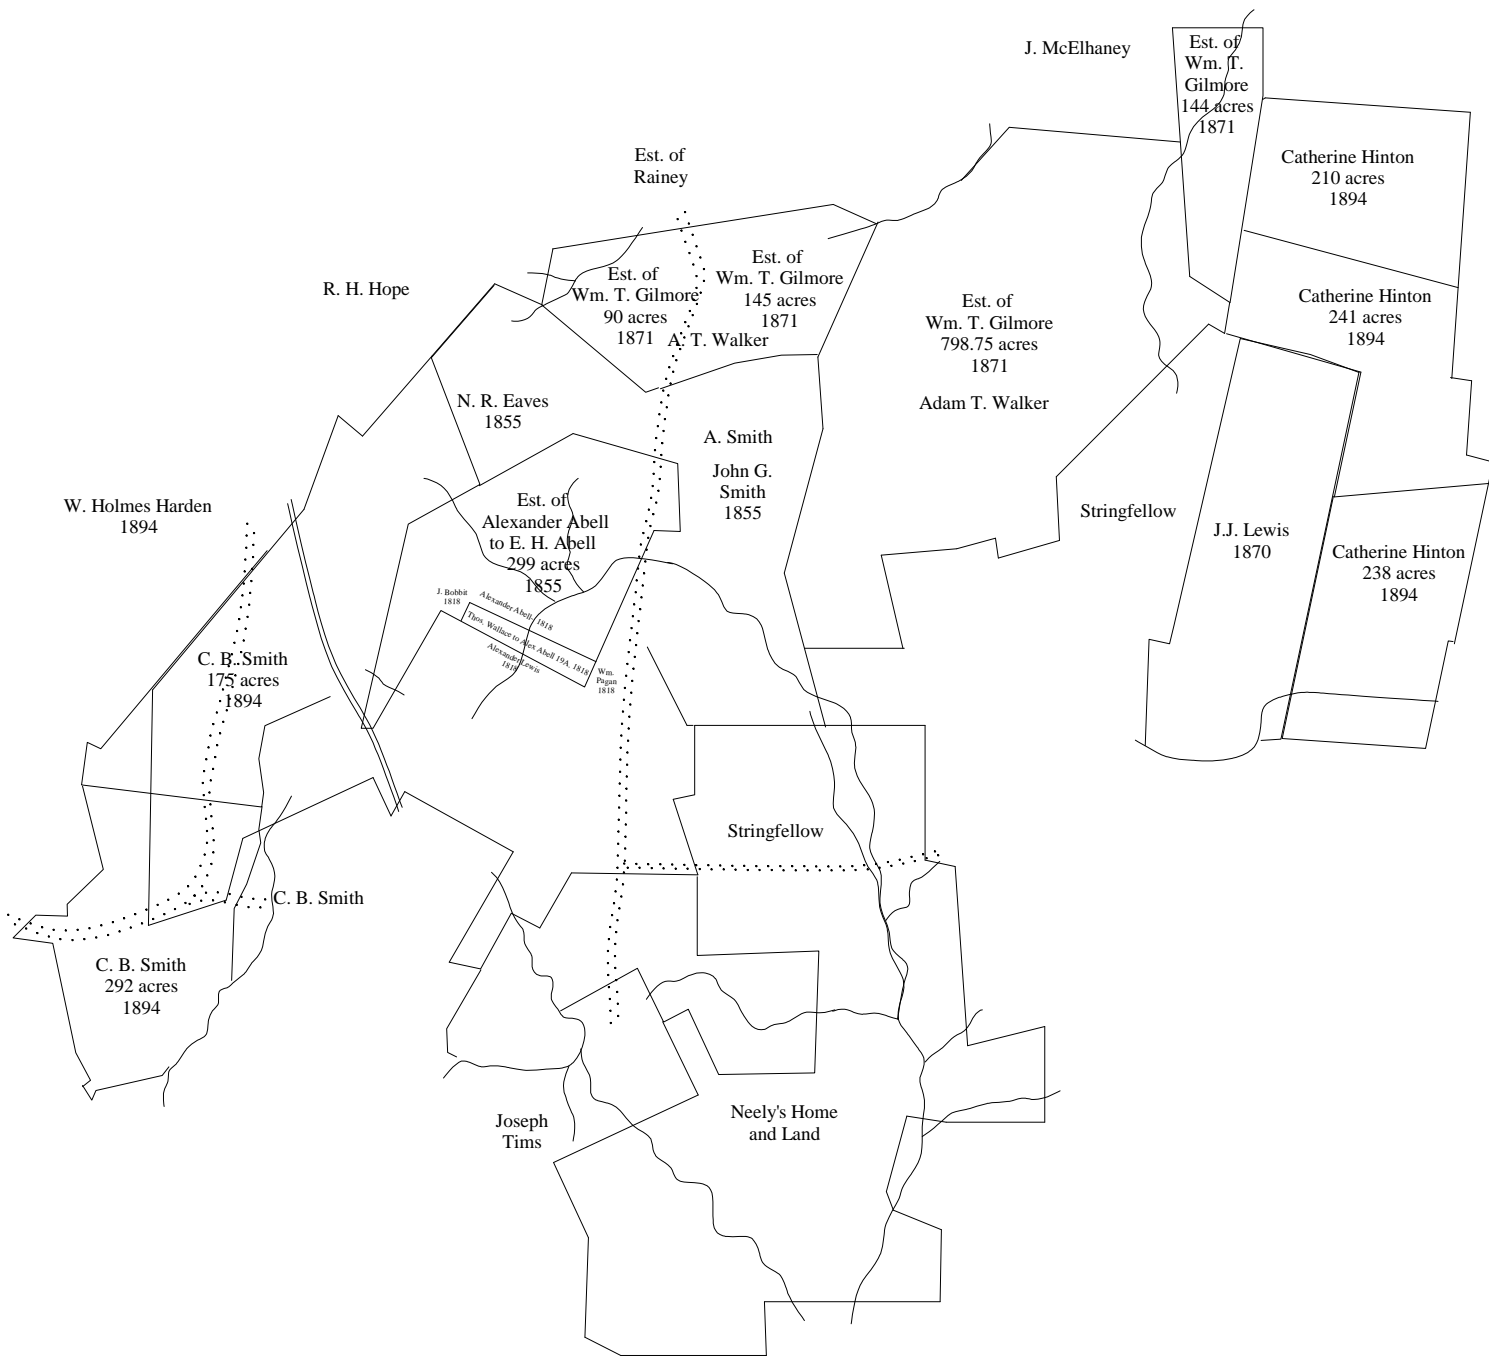 J. McElhaney
Est. of
Wm. T.
Gilmore
144 acres
1871
Catherine Hinton
210 acres
1894
Est. of
Rainey
Est. of
Wm. T. Gilmore
90 acres
1871
Est. of
Wm. T. Gilmore
145 acres
1871
A. T. Walker
R. H. Hope
Est. of
Wm. T. Gilmore
798.75 acres
1871
Adam T. Walker
Catherine Hinton
241 acres
1894
N. R. Eaves
1855
A. Smith
John G.
Smith
1855
W. Holmes Harden
1894
Est. of
Alexander Abell
to E. H. Abell
299 acres
1855
Stringfellow
J.J. Lewis
1870
Catherine Hinton
238 acres
1894
J. Bobbit
1818
Alexander Abell- 1818
Thos. Wallace to Alex Abell 19A. 1818
Alexander Lewis
1818
Wm.
Pagan
1818
C. B. Smith
175 acres
1894
Stringfellow
C. B. Smith
C. B. Smith
292 acres
1894
Joseph
Tims
Neely's Home
and Land